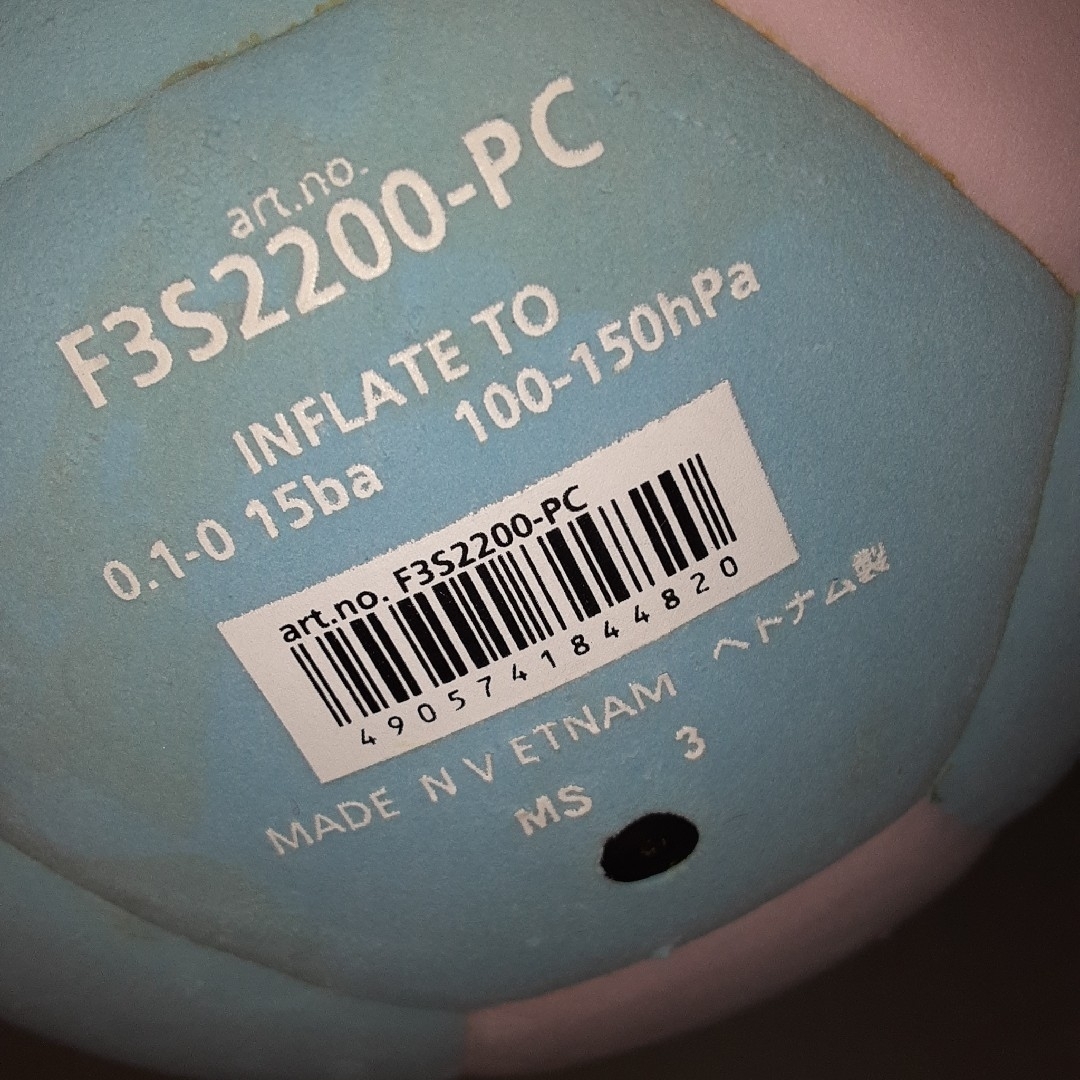 art.no.
F3S2200-PC
INFLATE TO
0.1-0 15ba 100-150hPa
art.no. F3S2200-PC
4905741844820
MADE N V ETNAM ヘトナム製
MS 3